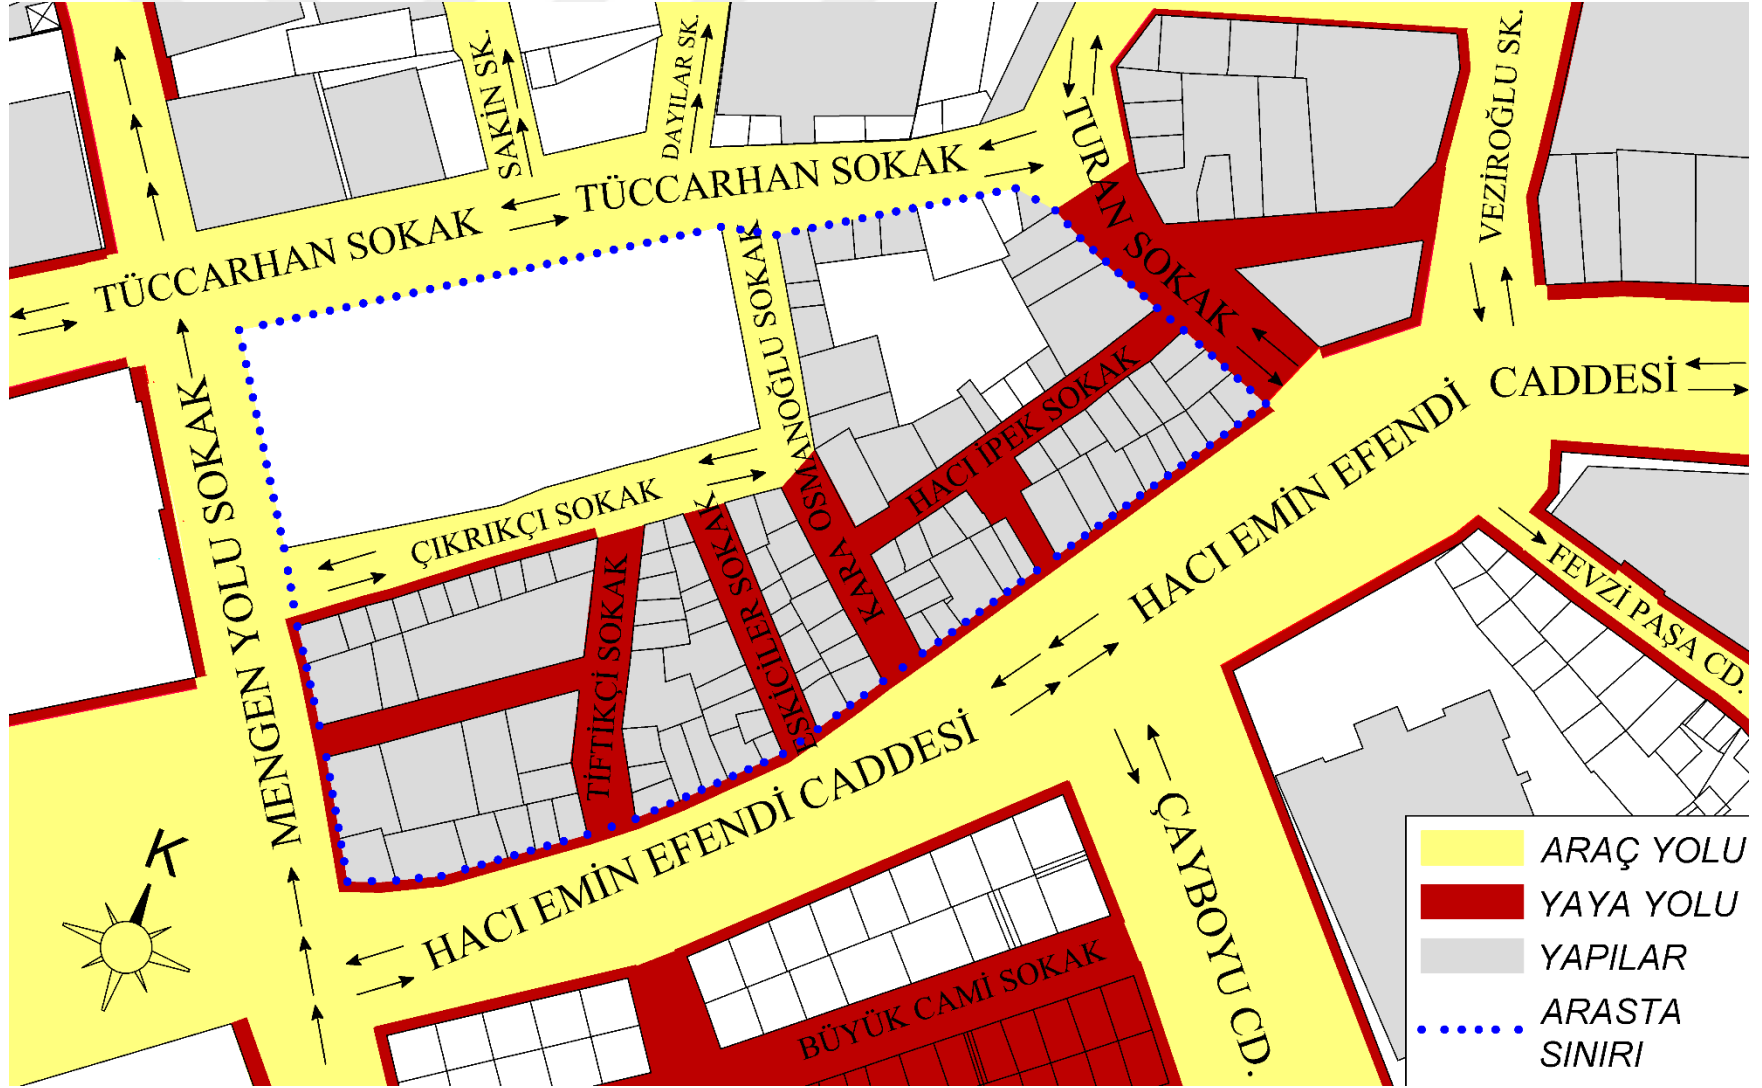 SAKİN SK.
DAYILAR SK.
TURAN SOKAK
VEZİROĞLU SK.
TÜCCARHAN SOKAK
TÜCCARHAN SOKAK
KARA OSMANOĞLU SOKAK
HACI İPEK SOKAK
HACI EMİN EFENDİ CADDESİ
MENGEN YOLU SOKAK
ÇIKRIKÇI SOKAK
TİFTİKÇİ SOKAK
ESKİCİLER SOKAK
FEVZİ PAŞA CD.
HACI EMİN EFENDİ CADDESİ
ÇAYBOYU CD.
BÜYÜK CAMİ SOKAK
K
ARAÇ YOLU
YAYA YOLU
YAPILAR
ARASTA
SINIRI